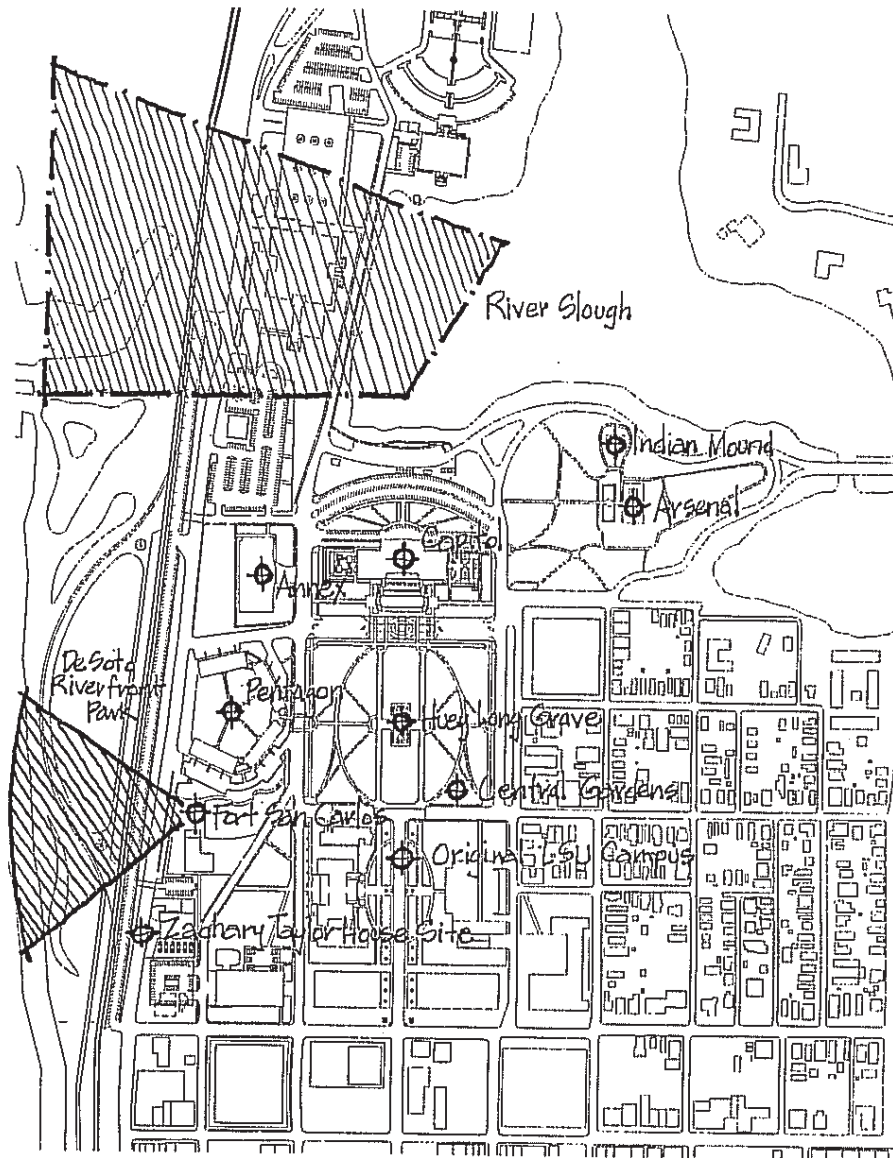 River Slough
Indian Mound
Arsenal
Capitol
Annex
De Soto
Riverfront
Park
Pentagon
Huey Long Grave
Central Gardens
Fort San Carlos
Original LSU Campus
Zachary Taylor House Site